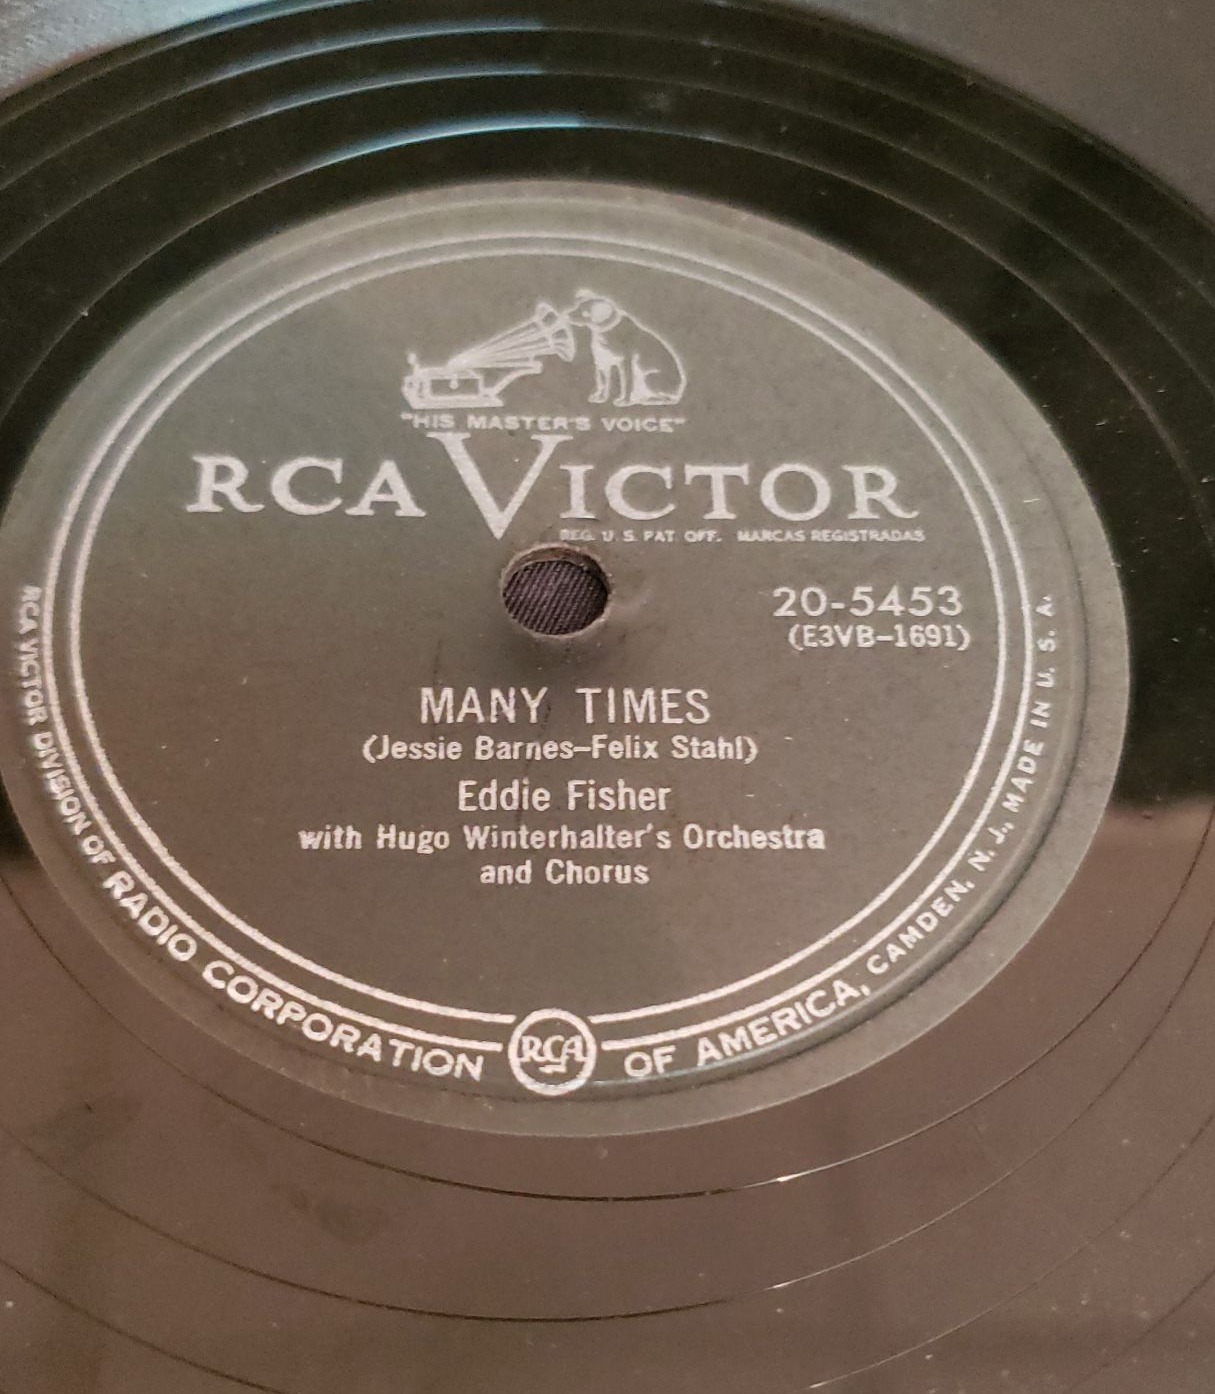 "HIS MASTER'S VOICE"
RCA VICTOR
REG. U. S. PAT. OFF. MARCAS REGISTRADAS
20-5453
(E3VB-1691)
MANY TIMES
(Jessie Barnes-Felix Stahl)
Eddie Fisher
with Hugo Winterhalter's Orchestra
and Chorus
RCA VICTOR DIVISION OF RADIO CORPORATION RCA OF AMERICA, CAMDEN, N. J., MADE IN U. S. A.